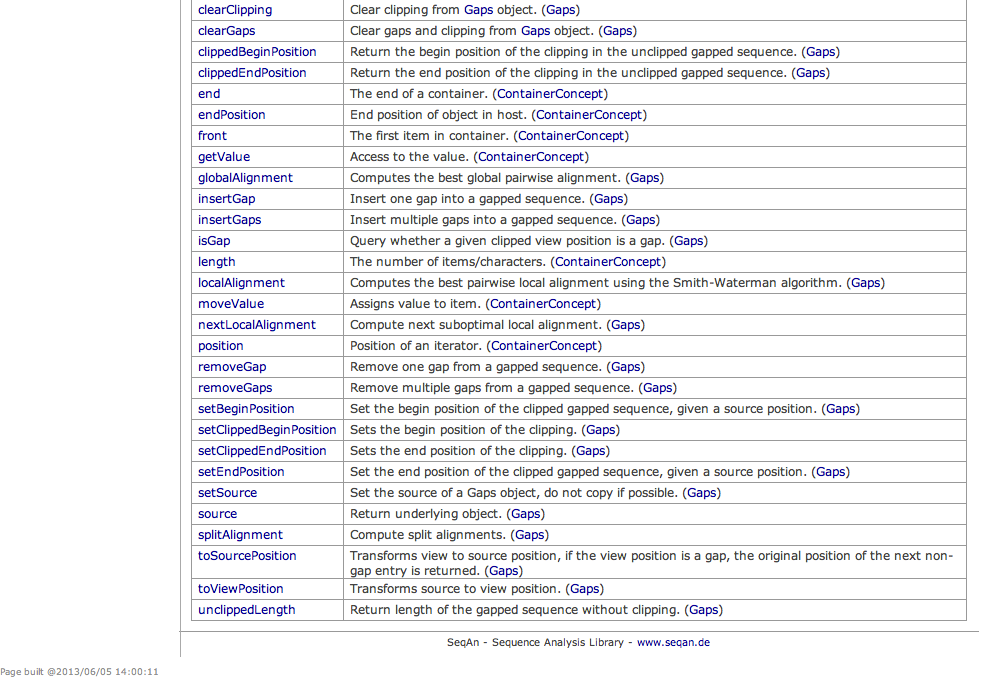 clearClipping Clear clipping from Gaps object. (Gaps)
clearGaps Clear gaps and clipping from Gaps object. (Gaps)
clippedBeginPosition Return the begin position of the clipping in the unclipped gapped sequence. (Gaps)
clippedEndPosition Return the end position of the clipping in the unclipped gapped sequence. (Gaps)
end The end of a container. (ContainerConcept)
endPosition End position of object in host. (ContainerConcept)
front The first item in container. (ContainerConcept)
getValue Access to the value. (ContainerConcept)
globalAlignment Computes the best global pairwise alignment. (Gaps)
insertGap Insert one gap into a gapped sequence. (Gaps)
insertGaps Insert multiple gaps into a gapped sequence. (Gaps)
isGap Query whether a given clipped view position is a gap. (Gaps)
length The number of items/characters. (ContainerConcept)
localAlignment Computes the best pairwise local alignment using the Smith-Waterman algorithm. (Gaps)
moveValue Assigns value to item. (ContainerConcept)
nextLocalAlignment Compute next suboptimal local alignment. (Gaps)
position Position of an iterator. (ContainerConcept)
removeGap Remove one gap from a gapped sequence. (Gaps)
removeGaps Remove multiple gaps from a gapped sequence. (Gaps)
setBeginPosition Set the begin position of the clipped gapped sequence, given a source position. (Gaps)
setClippedBeginPosition Sets the begin position of the clipping. (Gaps)
setClippedEndPosition Sets the end position of the clipping. (Gaps)
setEndPosition Set the end position of the clipped gapped sequence, given a source position. (Gaps)
setSource Set the source of a Gaps object, do not copy if possible. (Gaps)
source Return underlying object. (Gaps)
splitAlignment Compute split alignments. (Gaps)
toSourcePosition Transforms view to source position, if the view position is a gap, the original position of the next non-
gap entry is returned. (Gaps)
toViewPosition Transforms source to view position. (Gaps)
unclippedLength Return length of the gapped sequence without clipping. (Gaps)
SeqAn - Sequence Analysis Library - www.seqan.de
Page built @2013/06/05 14:00:11